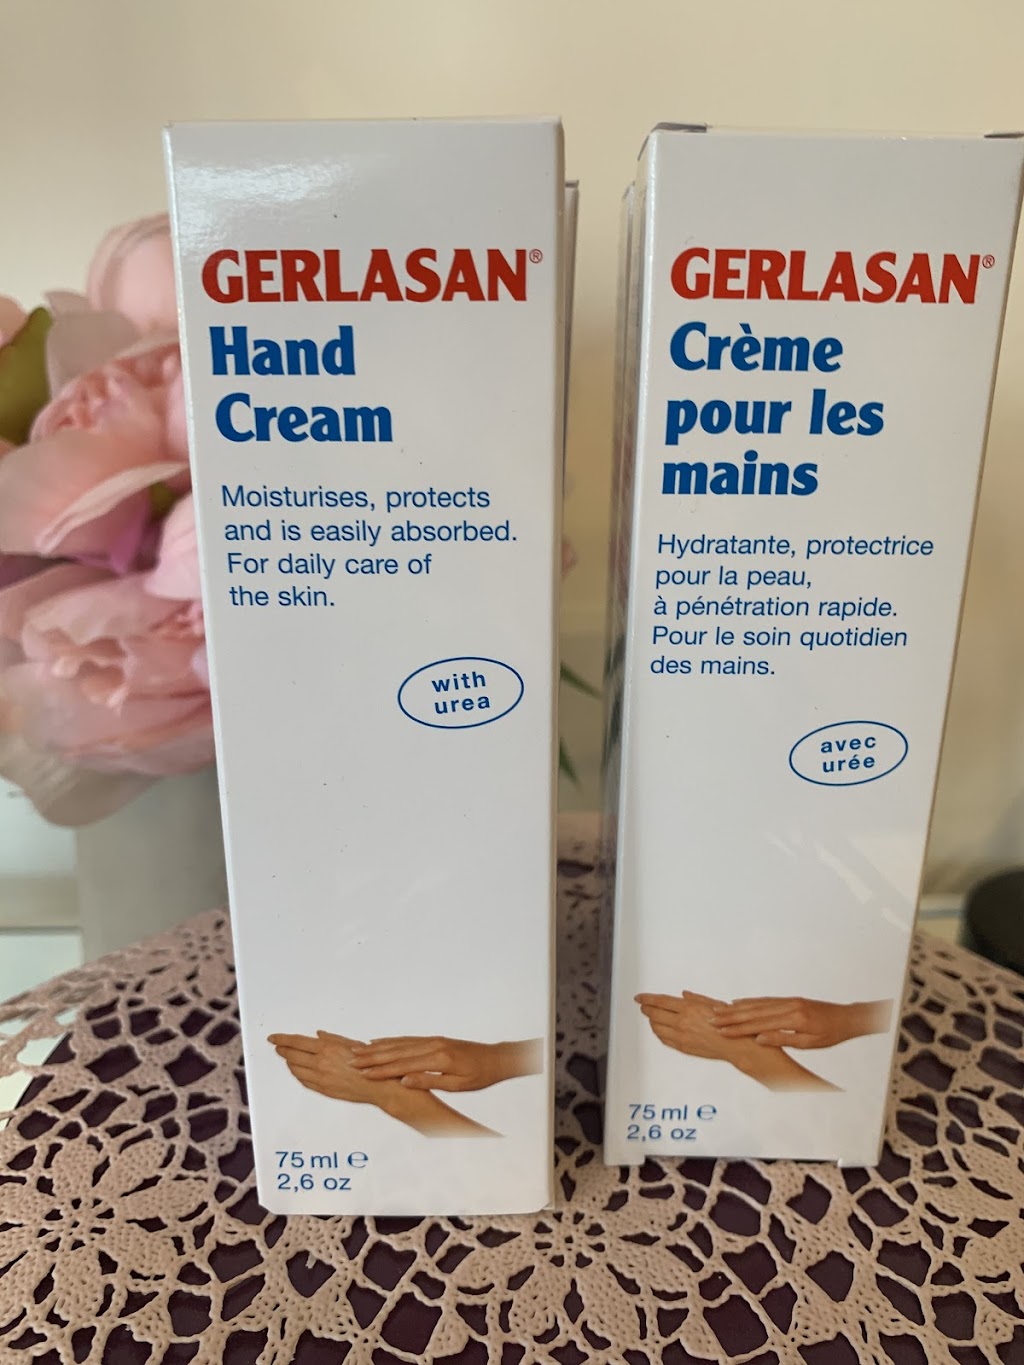 GERLASAN®
Hand
Cream
Moisturises, protects
and is easily absorbed.
For daily care of
the skin.
with
urea
75 ml ℮
2,6 oz
GERLASAN®
Crème
pour les
mains
Hydratante, protectrice
pour la peau,
à pénétration rapide.
Pour le soin quotidien
des mains.
avec
urée
75 ml ℮
2,6 oz